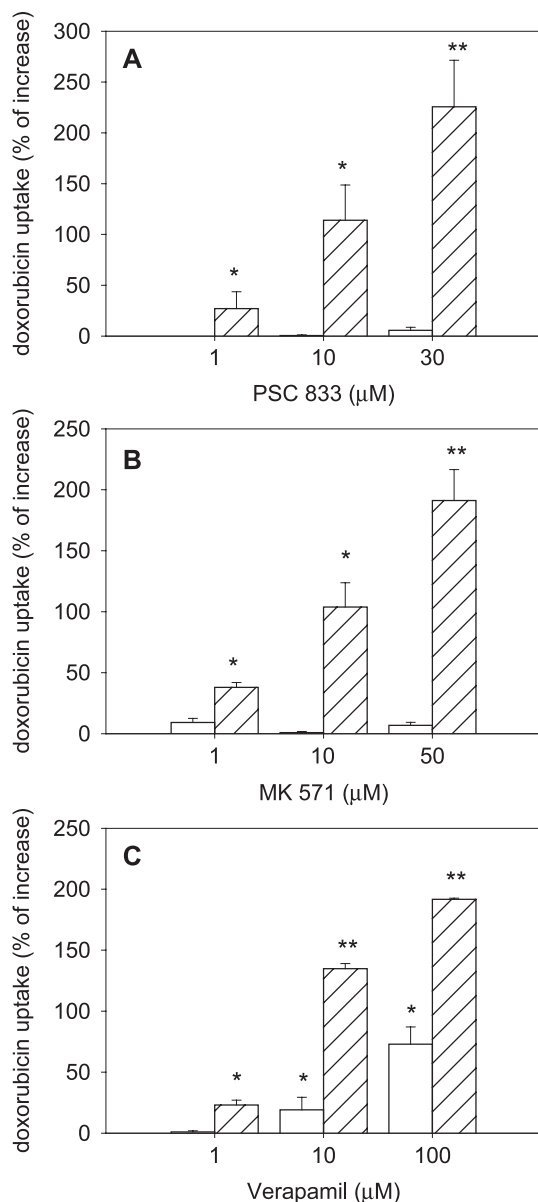 A
doxorubicin uptake (% of increase)
300
250
200
150
100
50
0
*
*
**
1 10 30
PSC 833 (μM)
B
doxorubicin uptake (% of increase)
250
200
150
100
50
0
*
*
**
1 10 50
MK 571 (μM)
C
doxorubicin uptake (% of increase)
250
200
150
100
50
0
*
*
**
*
**
1 10 100
Verapamil (μM)